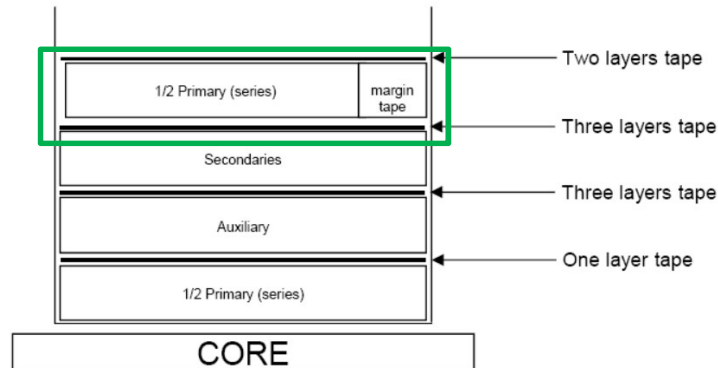 Two layers tape
1/2 Primary (series)
margin
tape
Three layers tape
Secondaries
Three layers tape
Auxiliary
One layer tape
1/2 Primary (series)
CORE